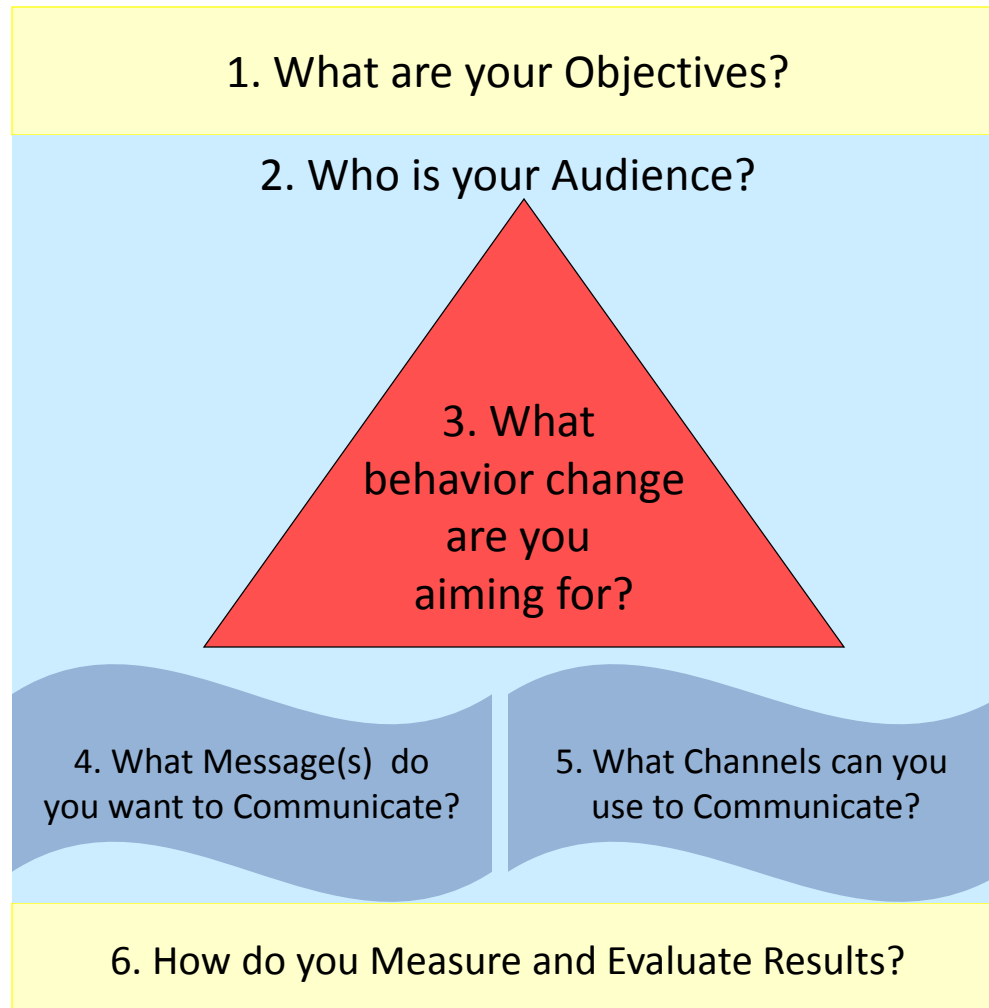 1. What are your Objectives?
2. Who is your Audience?
3. What
behavior change
are you
aiming for?
4. What Message(s)  do
you want to Communicate?
5. What Channels can you
use to Communicate?
6. How do you Measure and Evaluate Results?